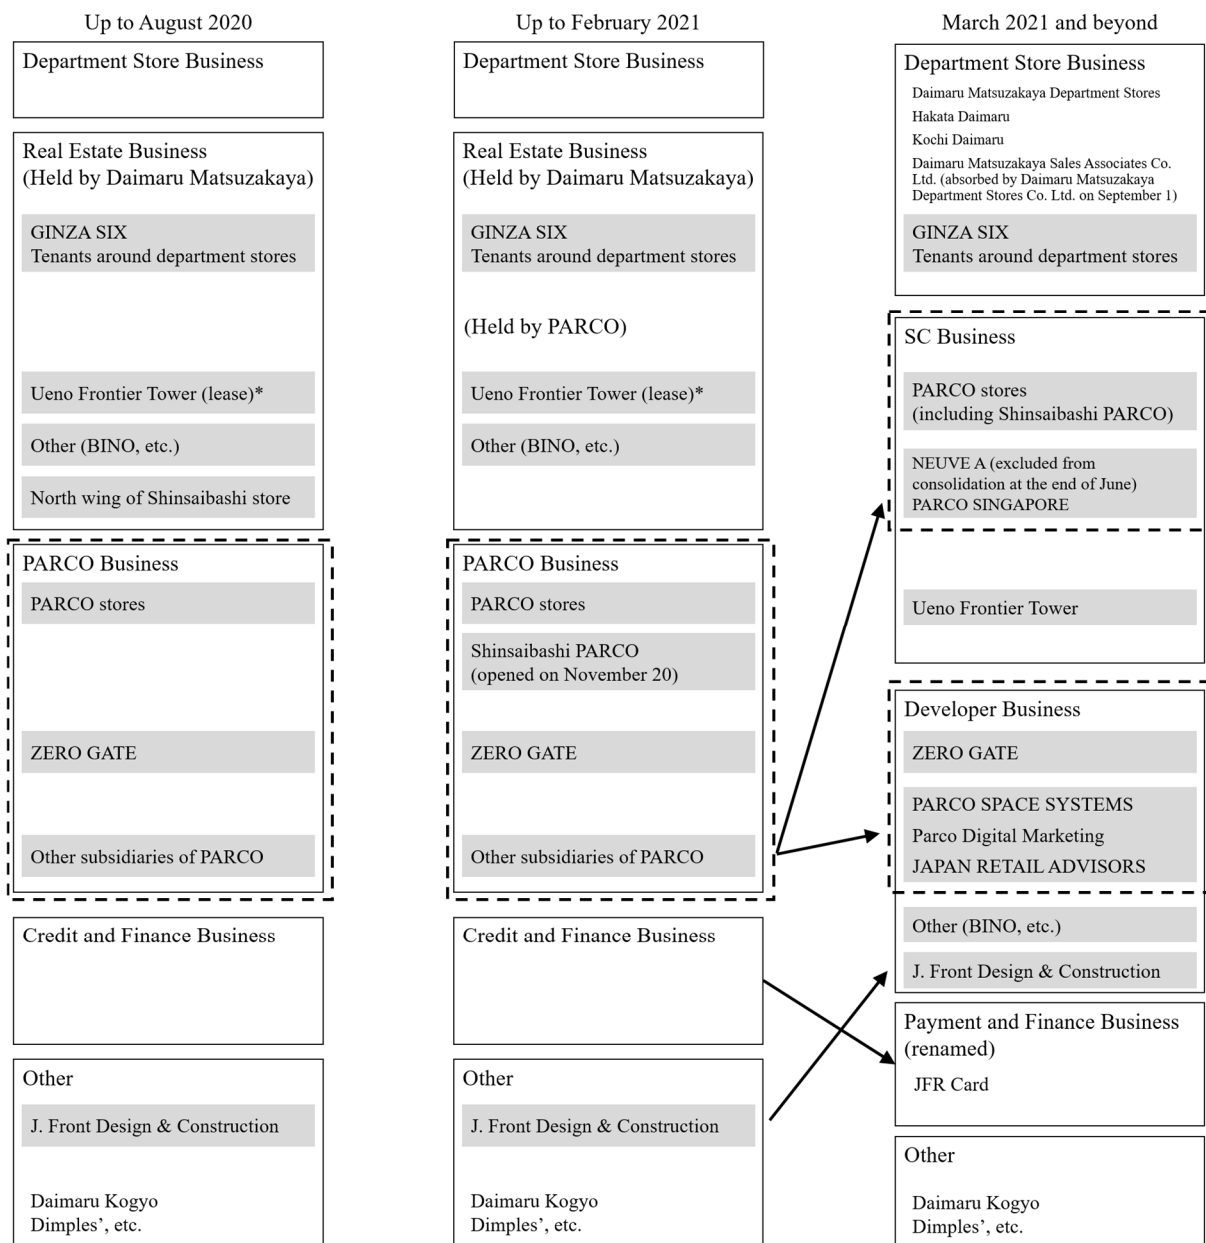 Up to August 2020
Department Store Business
Real Estate Business
(Held by Daimaru Matsuzakaya)
GINZA SIX
Tenants around department stores
Ueno Frontier Tower (lease)*
Other (BINO, etc.)
North wing of Shinsaibashi store
PARCO Business
PARCO stores
ZERO GATE
Other subsidiaries of PARCO
Credit and Finance Business
Other
J. Front Design & Construction
Daimaru Kogyo
Dimples’, etc.
Up to February 2021
Department Store Business
Real Estate Business
(Held by Daimaru Matsuzakaya)
GINZA SIX
Tenants around department stores
(Held by PARCO)
Ueno Frontier Tower (lease)*
Other (BINO, etc.)
PARCO Business
PARCO stores
Shinsaibashi PARCO
(opened on November 20)
ZERO GATE
Other subsidiaries of PARCO
Credit and Finance Business
Other
J. Front Design & Construction
Daimaru Kogyo
Dimples’, etc.
March 2021 and beyond
Department Store Business
Daimaru Matsuzakaya Department Stores
Hakata Daimaru
Kochi Daimaru
Daimaru Matsuzakaya Sales Associates Co.
Ltd. (absorbed by Daimaru Matsuzakaya
Department Stores Co. Ltd. on September 1)
GINZA SIX
Tenants around department stores
SC Business
PARCO stores
(including Shinsaibashi PARCO)
NEUVE A (excluded from
consolidation at the end of June)
PARCO SINGAPORE
Ueno Frontier Tower
Developer Business
ZERO GATE
PARCO SPACE SYSTEMS
Parco Digital Marketing
JAPAN RETAIL ADVISORS
Other (BINO, etc.)
J. Front Design & Construction
Payment and Finance Business
(renamed)
JFR Card
Other
Daimaru Kogyo
Dimples’, etc.